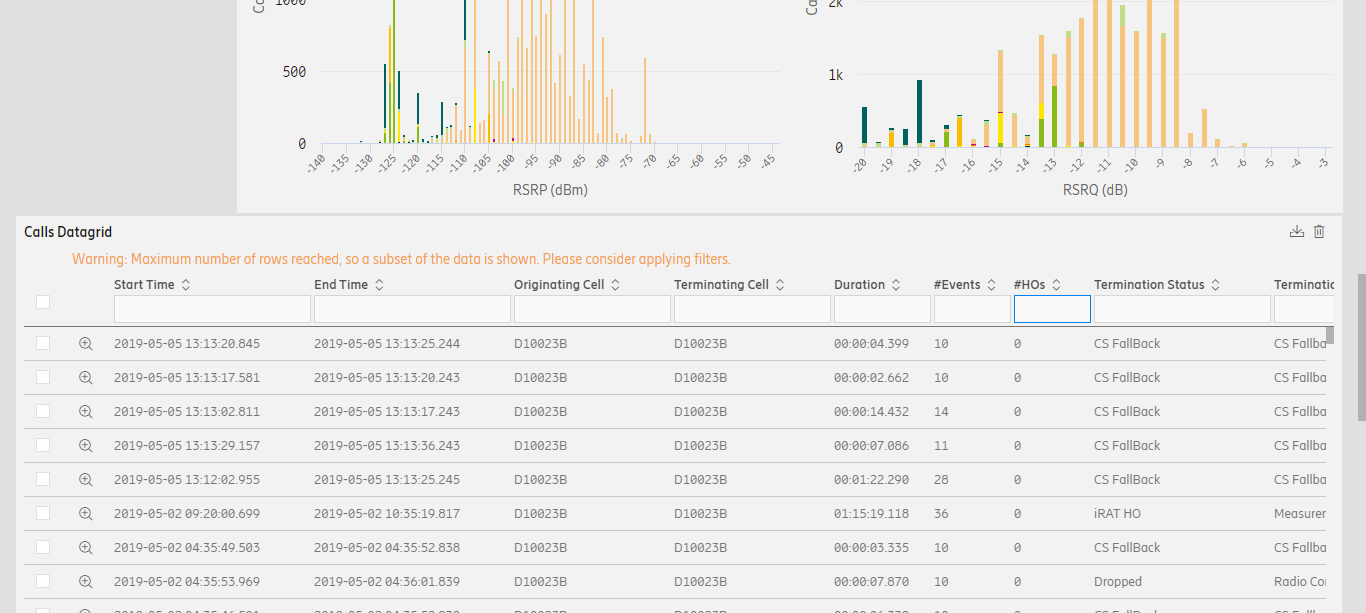 Co 1000 Ca 2k
500 1k
0 0
-140 -135 -130 -125 -120 -115 -110 -105 -100 -95 -90 -85 -80 -75 -70 -65 -60 -55 -50 -45 -20 -19 -18 -17 -16 -15 -14 -13 -12 -11 -10 -9 -8 -7 -6 -5 -4 -3
RSRP (dBm) RSRQ (dB)
Calls Datagrid
Warning: Maximum number of rows reached, so a subset of the data is shown. Please consider applying filters.
Start Time End Time Originating Cell Terminating Cell Duration #Events #HOs Termination Status Terminatio
2019-05-05 13:13:20.845 2019-05-05 13:13:25.244 D10023B D10023B 00:00:04.399 10 0 CS FallBack CS Fallba
2019-05-05 13:13:17.581 2019-05-05 13:13:20.243 D10023B D10023B 00:00:02.662 10 0 CS FallBack CS Fallba
2019-05-05 13:13:02.811 2019-05-05 13:13:17.243 D10023B D10023B 00:00:14.432 14 0 CS FallBack CS Fallba
2019-05-05 13:13:29.157 2019-05-05 13:13:36.243 D10023B D10023B 00:00:07.086 11 0 CS FallBack CS Fallba
2019-05-05 13:12:02.955 2019-05-05 13:13:25.245 D10023B D10023B 00:01:22.290 28 0 CS FallBack CS Fallba
2019-05-02 09:20:00.699 2019-05-02 10:35:19.817 D10023B D10023B 01:15:19.118 36 0 iRAT HO Measurer
2019-05-02 04:35:49.503 2019-05-02 04:35:52.838 D10023B D10023B 00:00:03.335 10 0 CS FallBack CS Fallba
2019-05-02 04:35:53.969 2019-05-02 04:36:01.839 D10023B D10023B 00:00:07.870 10 0 Dropped Radio Cor